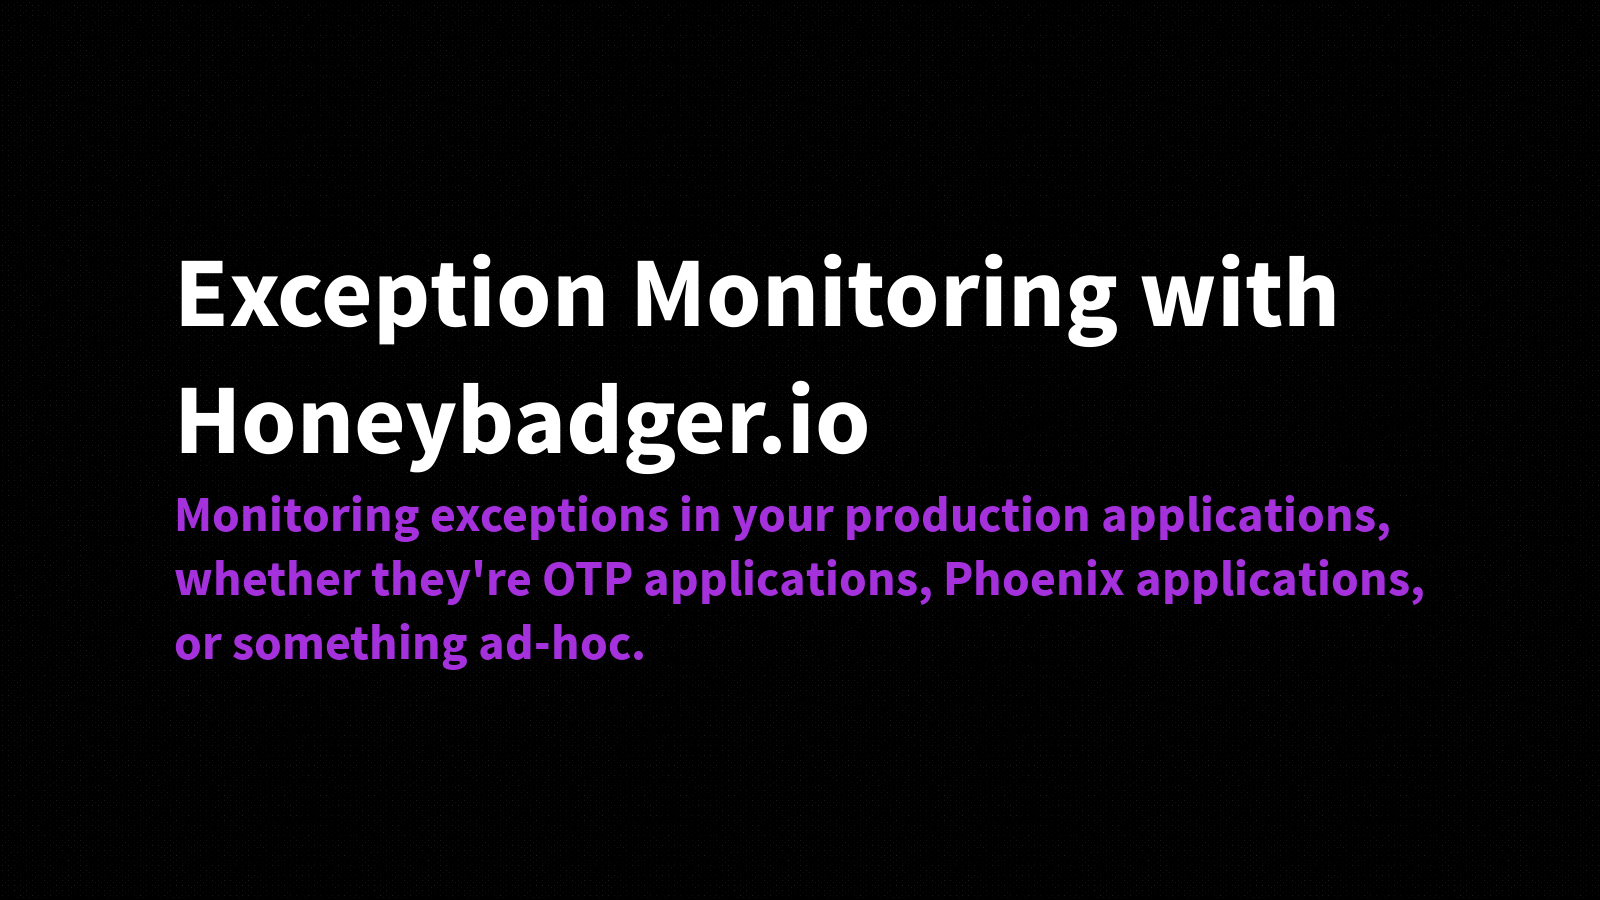 Exception Monitoring with
Honeybadger.io
Monitoring exceptions in your production applications,
whether they're OTP applications, Phoenix applications,
or something ad-hoc.